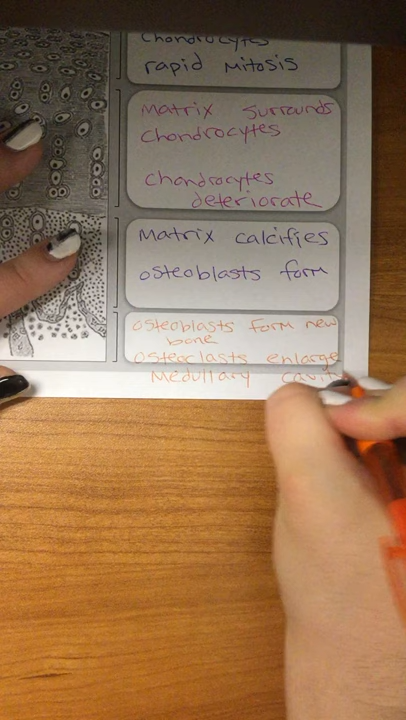 Chondrocytes
rapid mitosis
Matrix surrounds
Chondrocytes
Chondrocytes
deteriorate
Matrix calcifies
osteoblasts form
osteoblasts form new
bone
osteoclasts enlarge
Medullary cavity